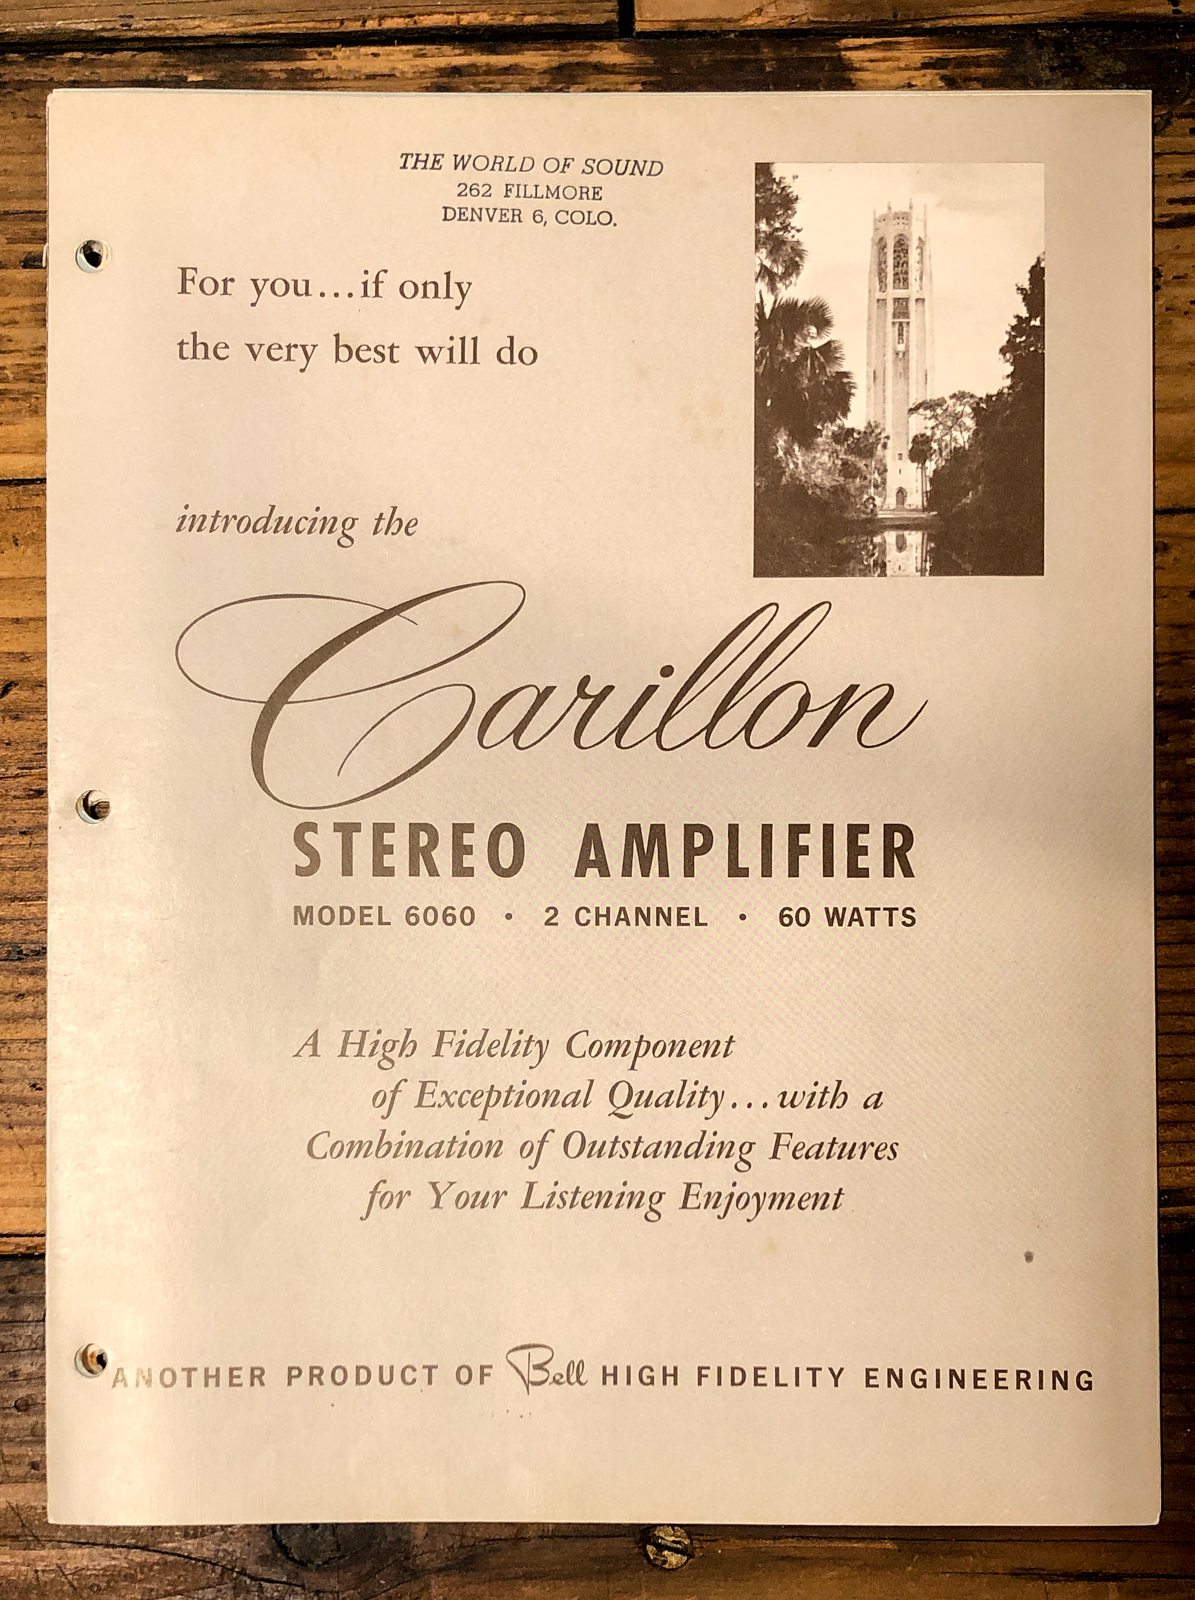 THE WORLD OF SOUND
262 FILLMORE
DENVER 6, COLO.
For you...if only
the very best will do
introducing the
Carillon
STEREO AMPLIFIER
MODEL 6060 • 2 CHANNEL • 60 WATTS
A High Fidelity Component
of Exceptional Quality...with a
Combination of Outstanding Features
for Your Listening Enjoyment
ANOTHER PRODUCT OF Bell HIGH FIDELITY ENGINEERING